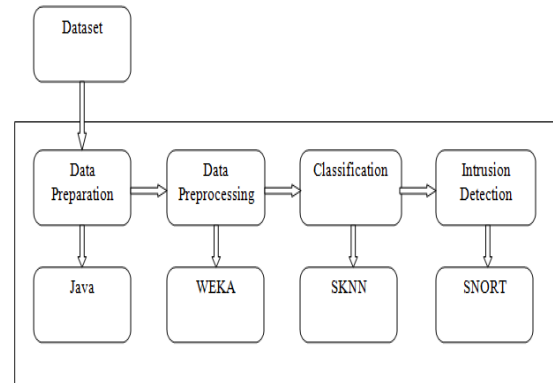 Dataset
Data
Preparation
Data
Preprocessing
Classification
Intrusion
Detection
Java
WEKA
SKNN
SNORT